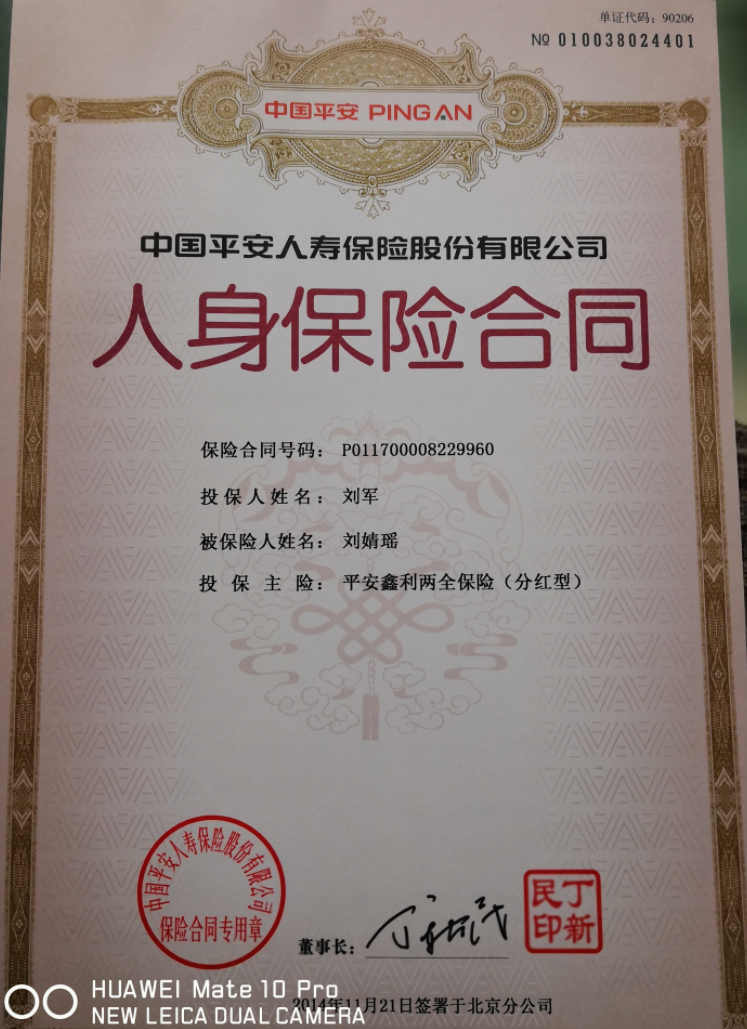 单证代码：90206
№ 010038024401
中国平安 PING AN
中国平安人寿保险股份有限公司
人身保险合同
保险合同号码： P011700008229960
投保人姓名： 刘军
被保险人姓名： 刘婧瑶
投保主险： 平安鑫利两全保险（分红型）
中国平安人寿保险股份有限公司
保险合同专用章
丁新
民印
董事长：
2014年11月21日签署于北京分公司
HUAWEI Mate 10 Pro
NEW LEICA DUAL CAMERA